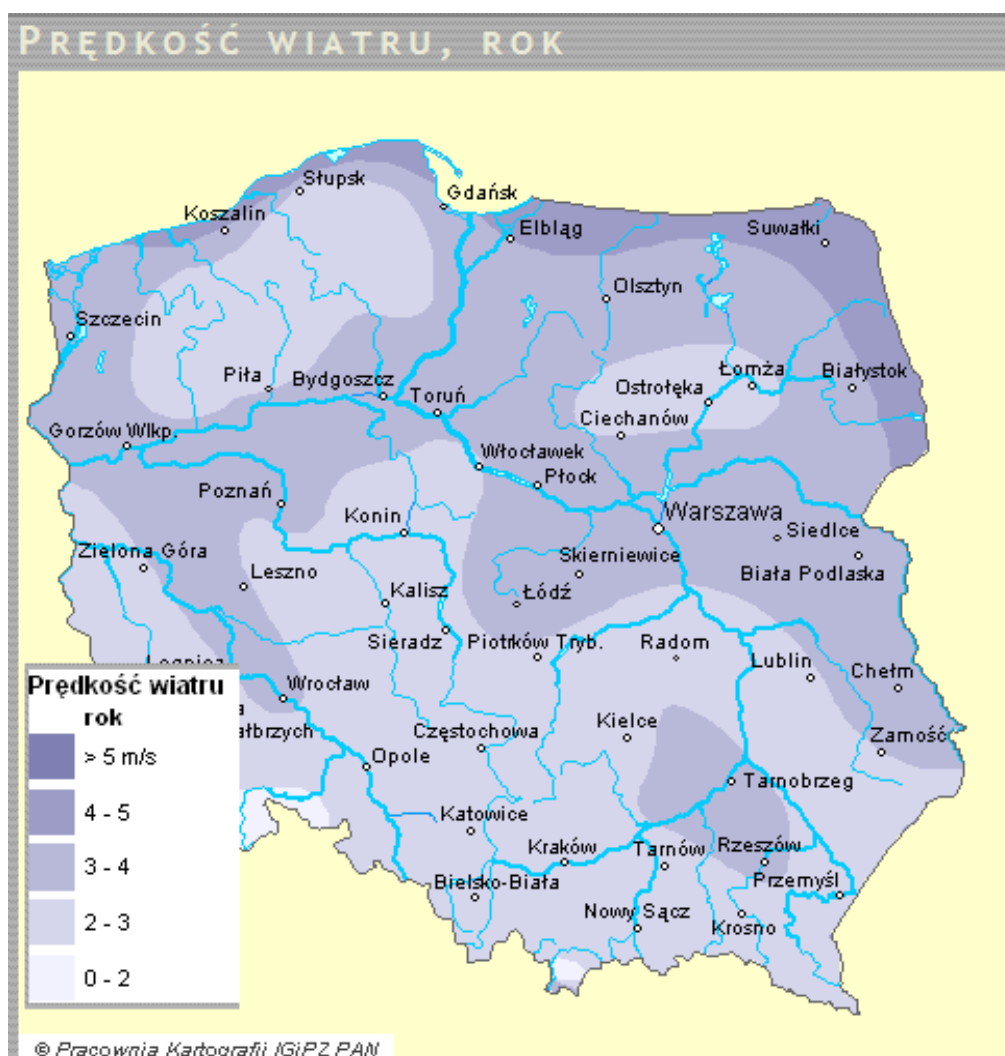 PRĘDKOŚĆ WIATRU, ROK
Słupsk
Gdańsk
Koszalin
Elbląg
Suwałki
Olsztyn
Szczecin
Piła
Bydgoszcz
Toruń
Ostrołęka
Łomża
Białystok
Ciechanów
Gorzów Wlkp.
Włocławek
Płock
Poznań
Konin
Warszawa
Siedlce
Zielona Góra
Leszno
Skierniewice
Biała Podlaska
Kalisz
Łódź
Sieradz
Piotrków Tryb.
Radom
Lublin
Chełm
Wrocław
Kielce
Częstochowa
Zamość
ałbrzych
Opole
Tarnobrzeg
Katowice
Kraków
Tarnów
Rzeszów
Bielsko-Biała
Przemyśl
Nowy Sącz
Krosno
Prędkość wiatru
rok
> 5 m/s
4 - 5
3 - 4
2 - 3
0 - 2
© Pracownia Kartografii IGiPZ PAN